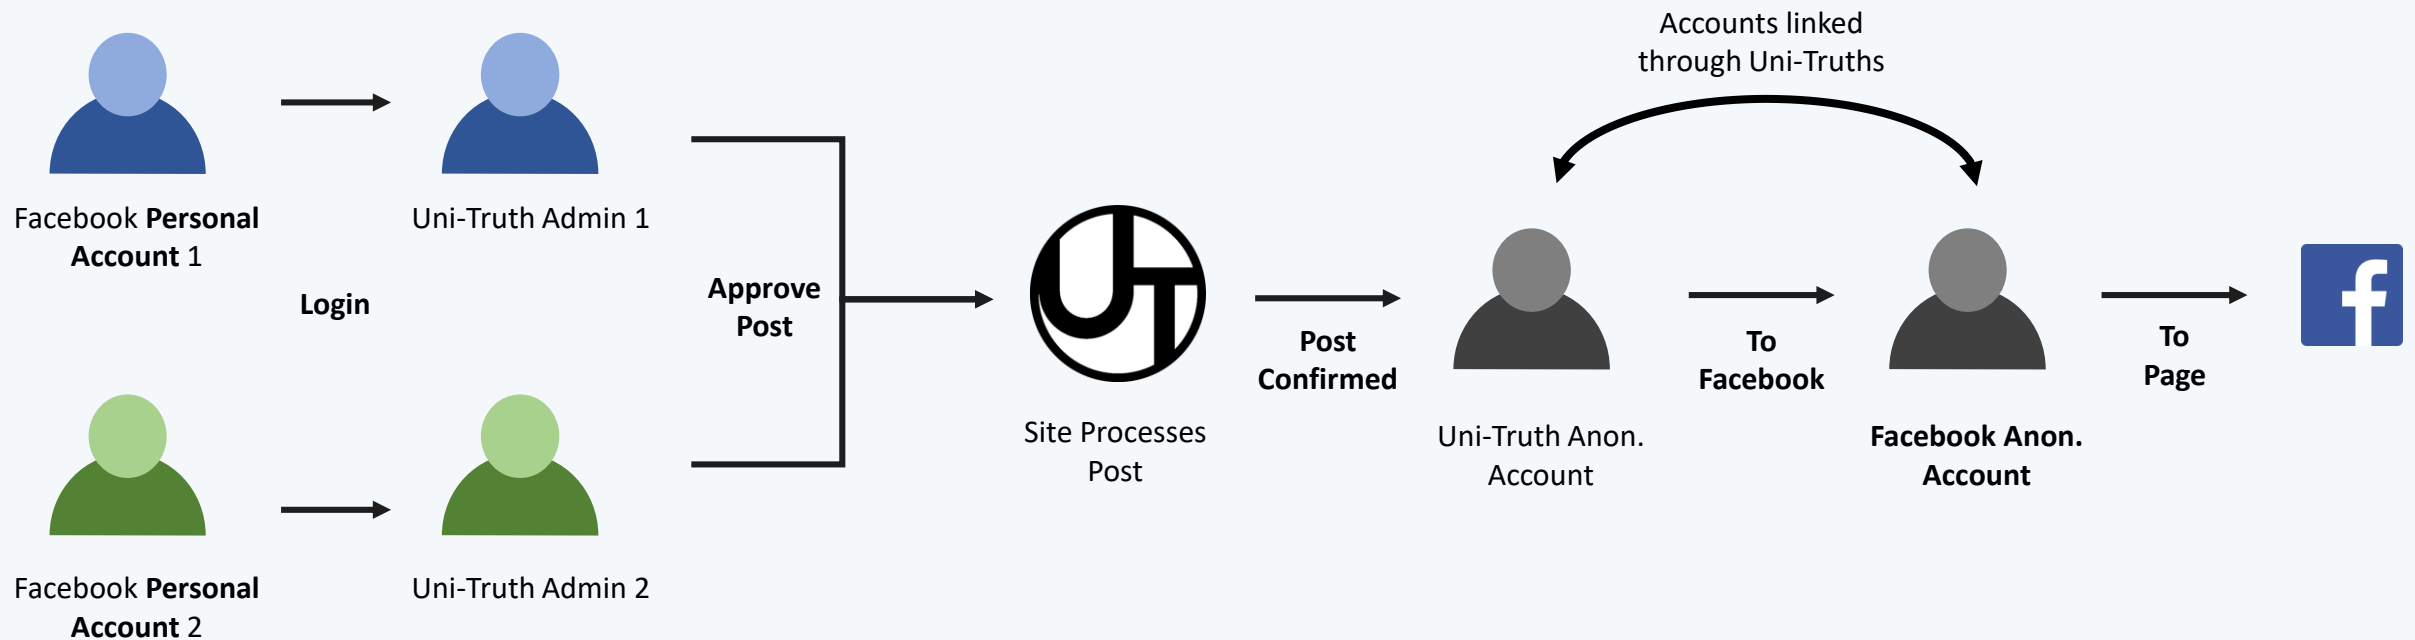 Accounts linked
through Uni-Truths
Facebook Personal
Account 1
Uni-Truth Admin 1
Login
Approve
Post
UT
Site Processes
Post
Post
Confirmed
Uni-Truth Anon.
Account
To
Facebook
Facebook Anon.
Account
To
Page
f
Facebook Personal
Account 2
Uni-Truth Admin 2